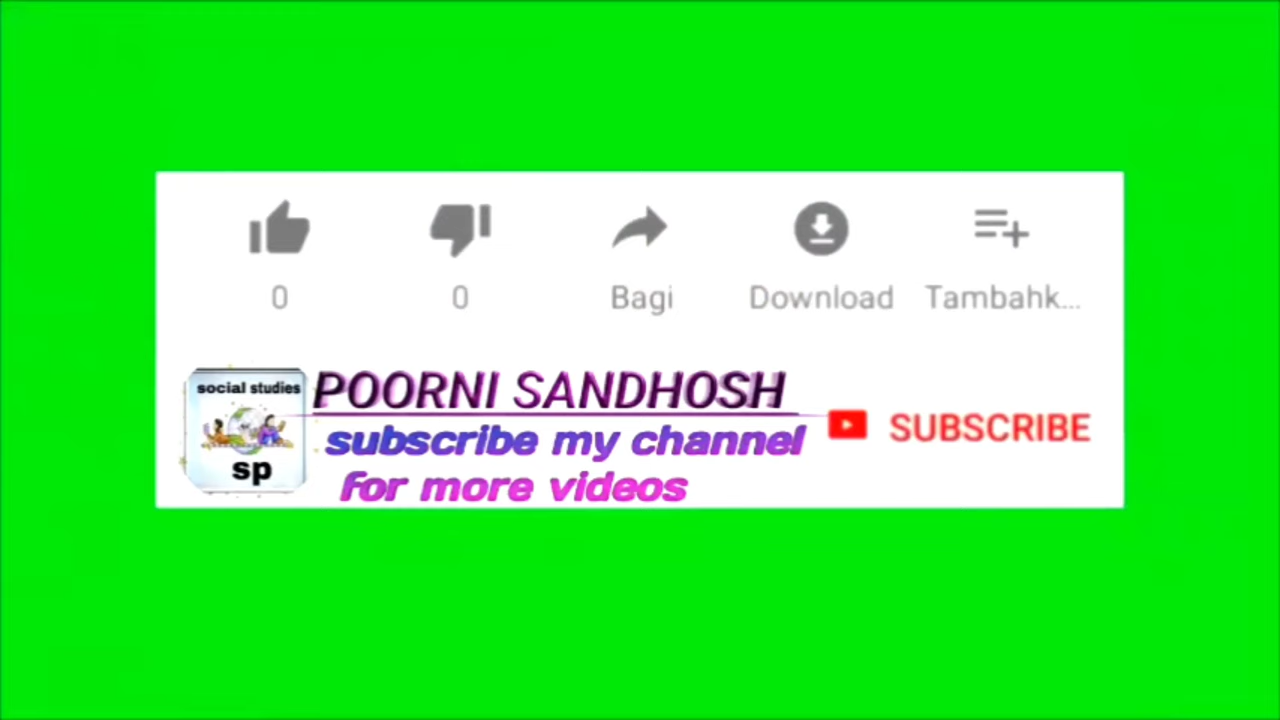 0
0
Bagi
Download
Tambahk...
social studies
sp
POORNI SANDHOSH
subscribe my channel
for more videos
SUBSCRIBE